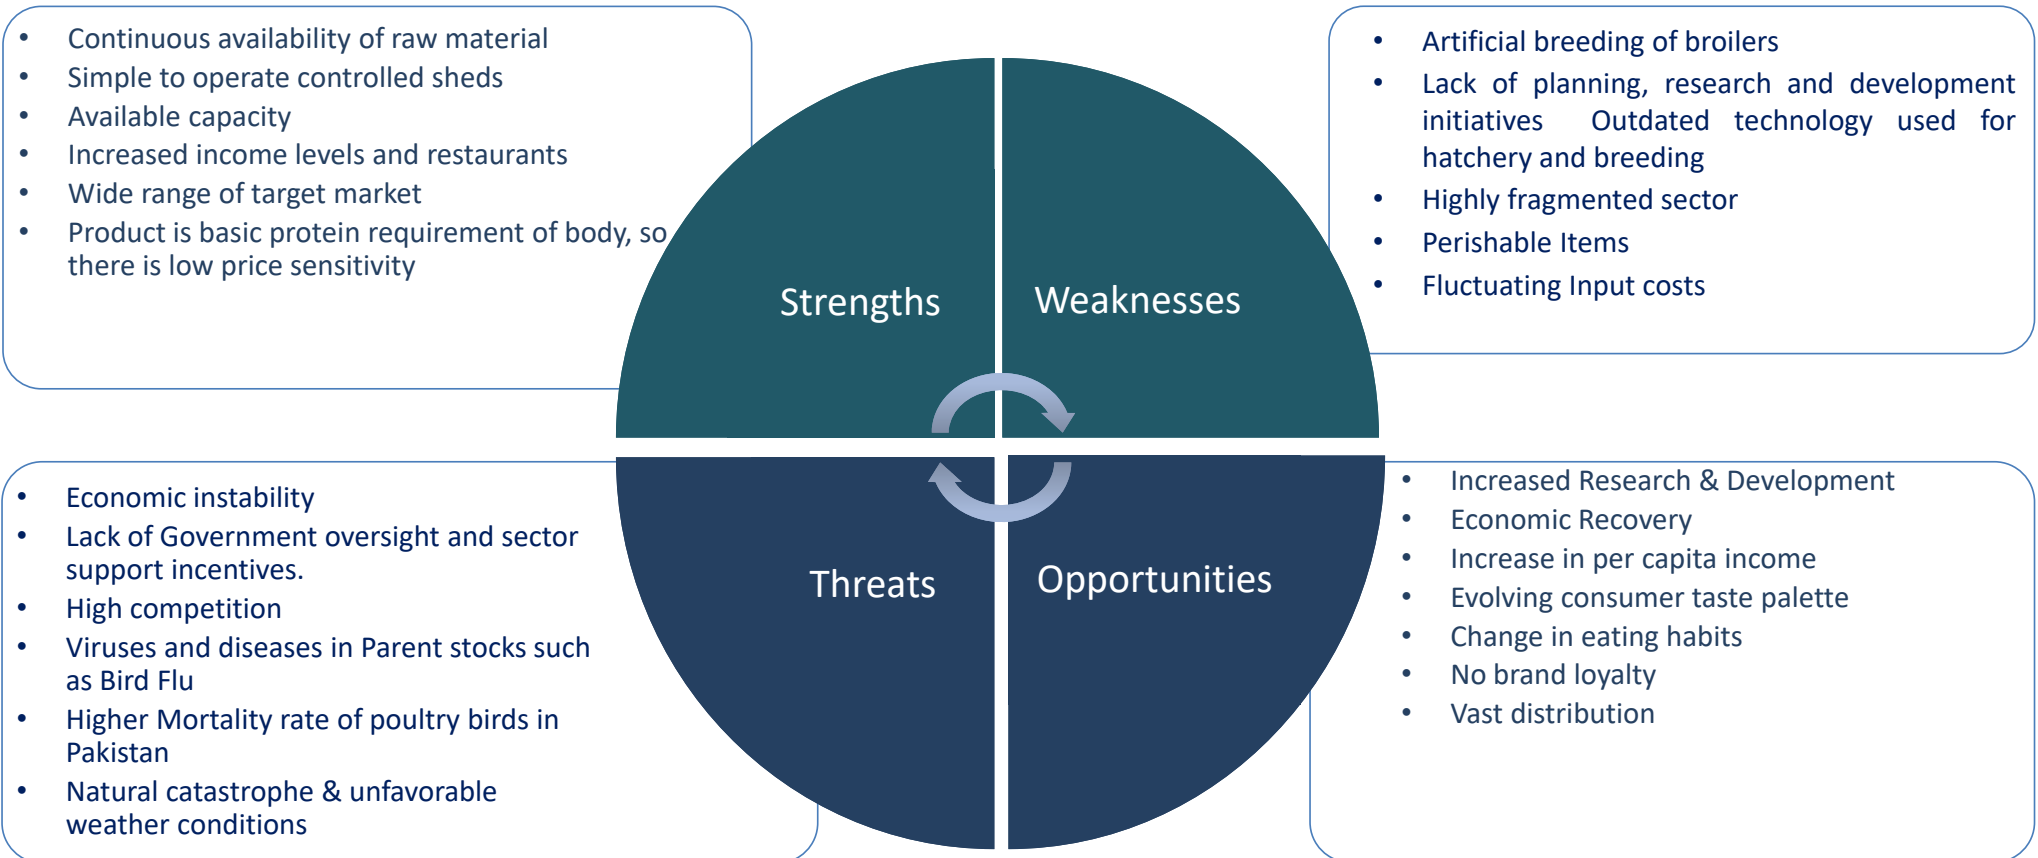 • Continuous availability of raw material
• Simple to operate controlled sheds
• Available capacity
• Increased income levels and restaurants
• Wide range of target market
• Product is basic protein requirement of body, so
there is low price sensitivity
Strengths
Weaknesses
• Artificial breeding of broilers
• Lack of planning, research and development
initiatives Outdated technology used for
hatchery and breeding
• Highly fragmented sector
• Perishable Items
• Fluctuating Input costs
• Economic instability
• Lack of Government oversight and sector
support incentives.
• High competition
• Viruses and diseases in Parent stocks such
as Bird Flu
• Higher Mortality rate of poultry birds in
Pakistan
• Natural catastrophe & unfavorable
weather conditions
Threats
Opportunities
• Increased Research & Development
• Economic Recovery
• Increase in per capita income
• Evolving consumer taste palette
• Change in eating habits
• No brand loyalty
• Vast distribution